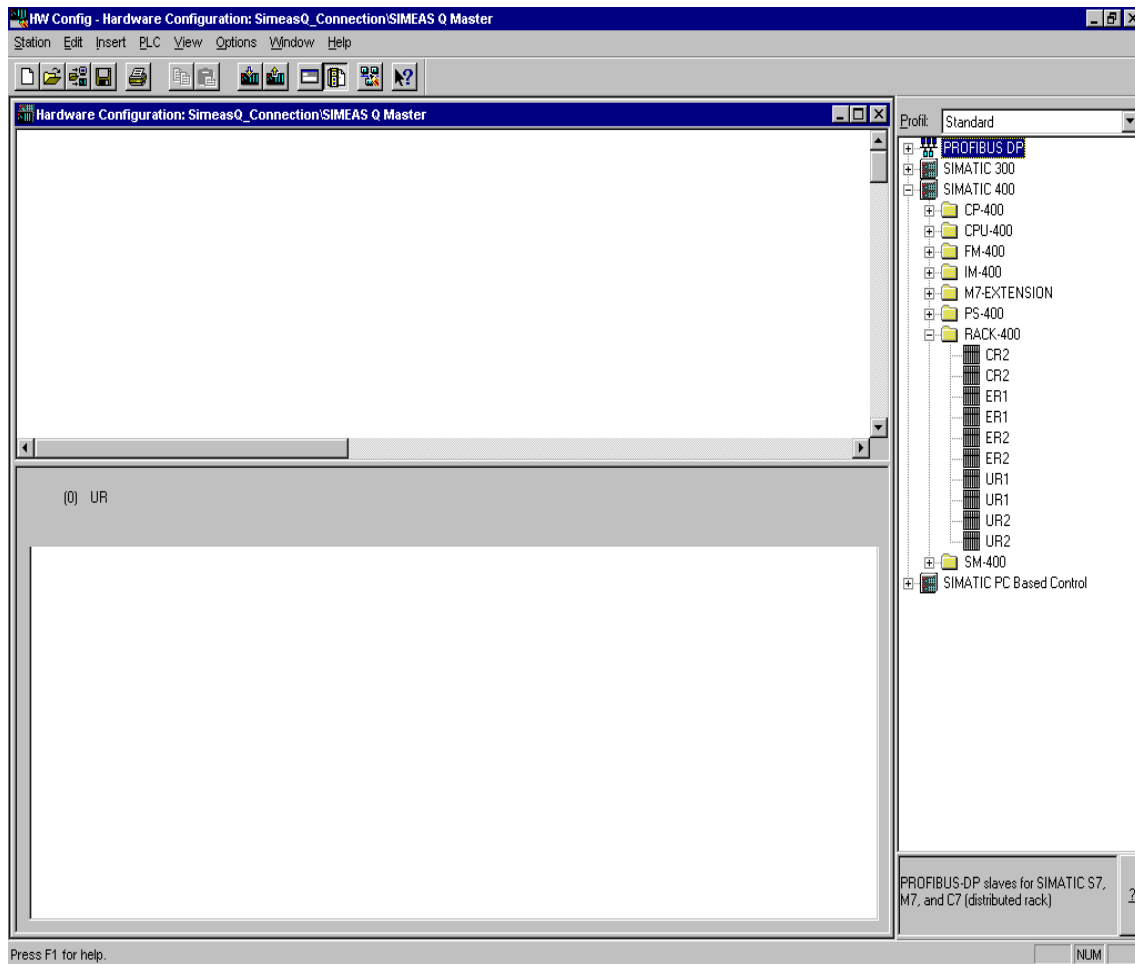 HW Config - Hardware Configuration: SimeasQ_Connection\SIMEAS Q Master
Station Edit Insert PLC View Options Window Help
Hardware Configuration: SimeasQ_Connection\SIMEAS Q Master
(0) UR
Profil: Standard
PROFIBUS DP
SIMATIC 300
SIMATIC 400
CP-400
CPU-400
FM-400
IM-400
M7-EXTENSION
PS-400
RACK-400
CR2
CR2
ER1
ER1
ER2
ER2
UR1
UR1
UR2
UR2
SM-400
SIMATIC PC Based Control
PROFIBUS-DP slaves for SIMATIC S7,
M7, and C7 (distributed rack)
Press F1 for help.
NUM